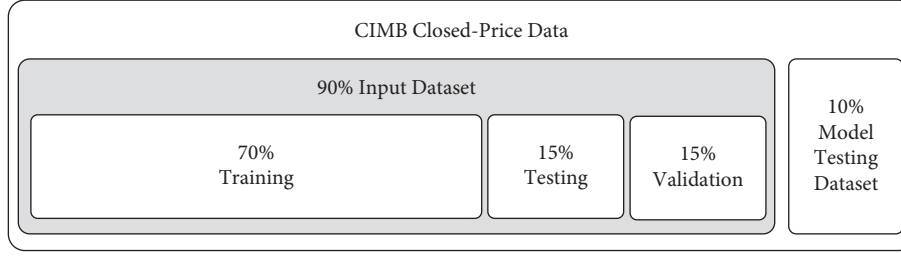 CIMB Closed-Price Data
90% Input Dataset
70%
Training
15%
Testing
15%
Validation
10%
Model
Testing
Dataset